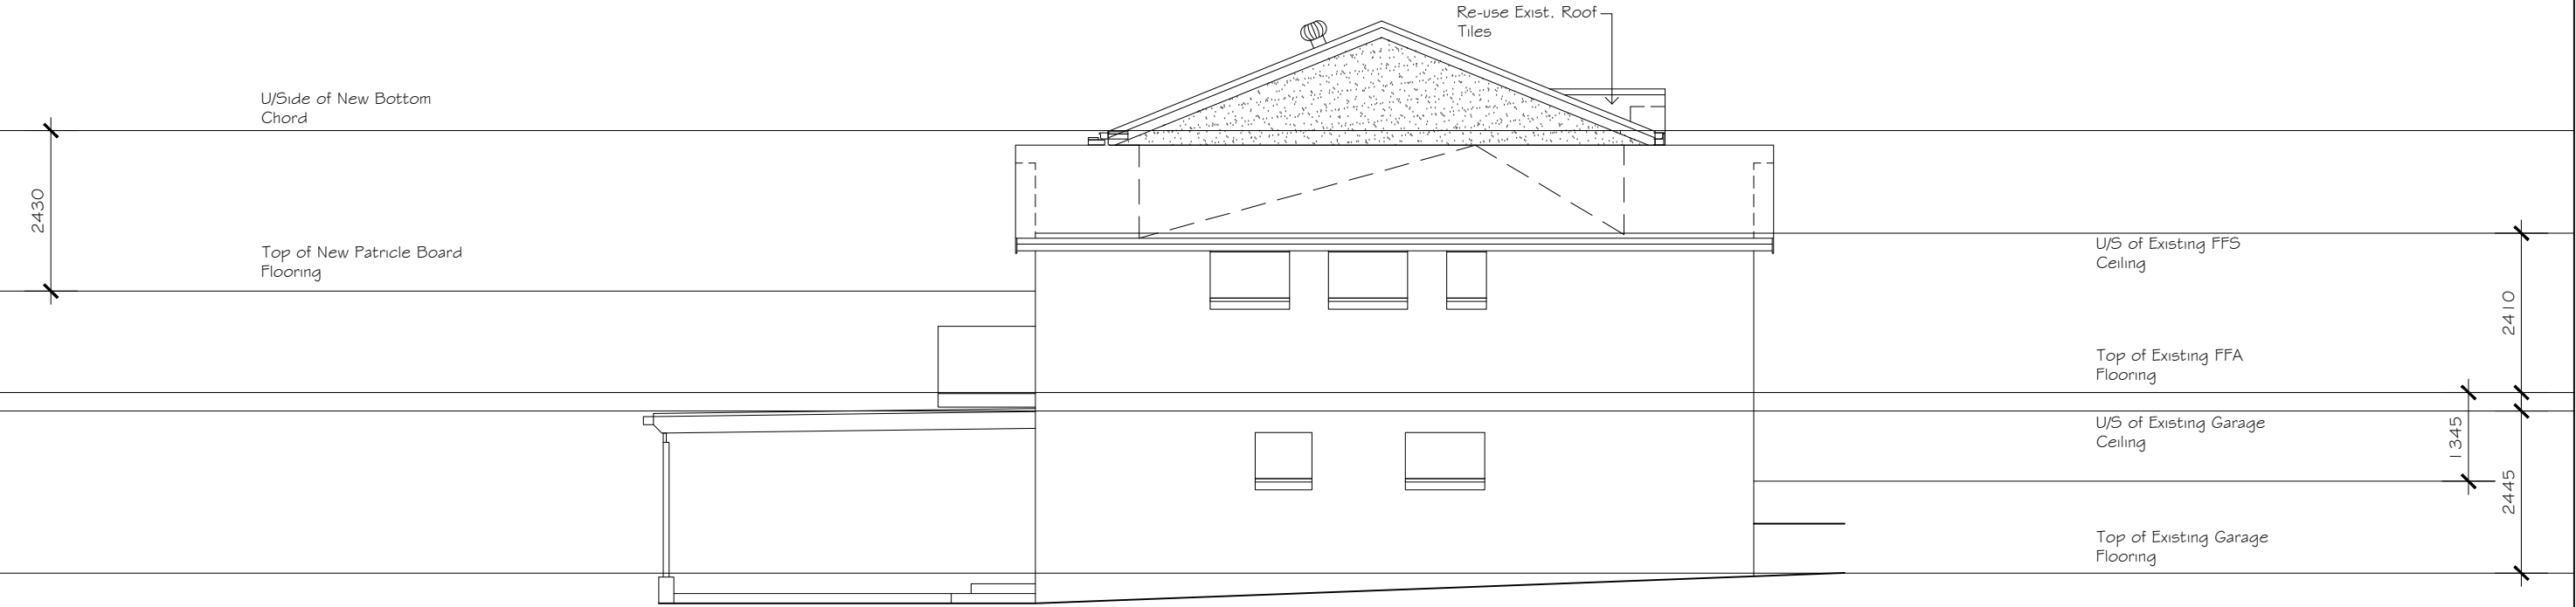 Re-use Exist. Roof
Tiles
U/Side of New Bottom
Chord
2430
Top of New Patricle Board
Flooring
U/S of Existing FFS
Ceiling
2410
Top of Existing FFA
Flooring
U/S of Existing Garage
Ceiling
1345
2445
Top of Existing Garage
Flooring